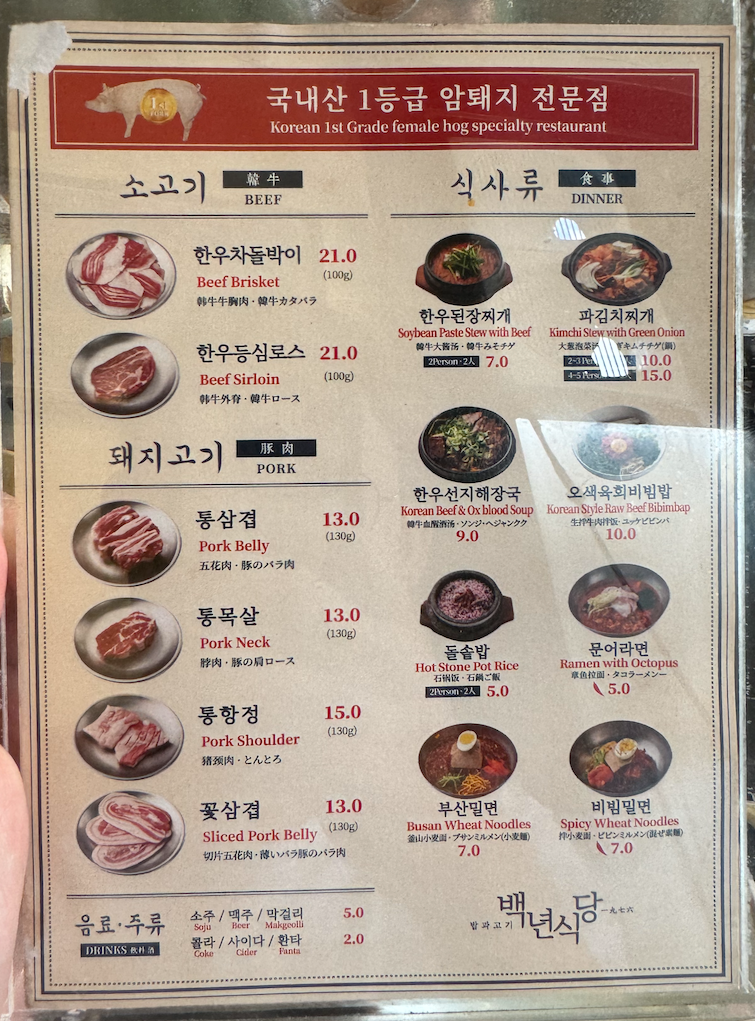 1st
국내산 1등급 암퇘지 전문점
Korean 1st Grade female hog specialty restaurant
소고기 韓牛
BEEF
한우차돌박이 21.0
Beef Brisket (100g)
韩牛牛胸肉·韓牛カタバラ
한우등심로스 21.0
Beef Sirloin (100g)
韩牛外脊·韓牛ロース
돼지고기 豚肉
PORK
통삼겹 13.0
Pork Belly (130g)
五花肉·豚のバラ肉
통목살 13.0
Pork Neck (130g)
脖肉·豚の肩ロース
통항정 15.0
Pork Shoulder (130g)
猪颈肉·とんとろ
꽃삼겹 13.0
Sliced Pork Belly (130g)
切片五花肉·薄いバラ豚のバラ肉
음료·주류
DRINKS 飲料 酒
소주 / 맥주 / 막걸리 5.0
Soju Beer Makgeolli
콜라 / 사이다 / 환타 2.0
Coke Citler Fanta
식사류 食事
DINNER
한우된장찌개
Soybean Paste Stew with Beef
韓牛大酱汤·韓牛みそチゲ
2Person·2人 7.0
파김치찌개
Kimchi Stew with Green Onion
大葱泡菜 ギキムチチゲ(鍋)
2~3 10.0
4~5 15.0
한우선지해장국
Korean Beef & Ox blood Soup
韓牛血醒酒汤·ソンジ·ヘジャンクク
9.0
오색육회비빔밥
Korean Style Raw Beef Bibimbap
生拌牛肉拌饭·ユッケビビンバ
10.0
돌솥밥
Hot Stone Pot Rice
石锅饭·石鍋ご飯
2Person·2人 5.0
문어라면
Ramen with Octopus
章鱼拉面·タコラーメンー
5.0
부산밀면
Busan Wheat Noodles
釜山小麦面·プサンミルメン(小麦麺)
7.0
비빔밀면
Spicy Wheat Noodles
拌小麦面·ビビンミルメン(混ぜ素麺)
7.0
밥과고기 백년식당 一九七六